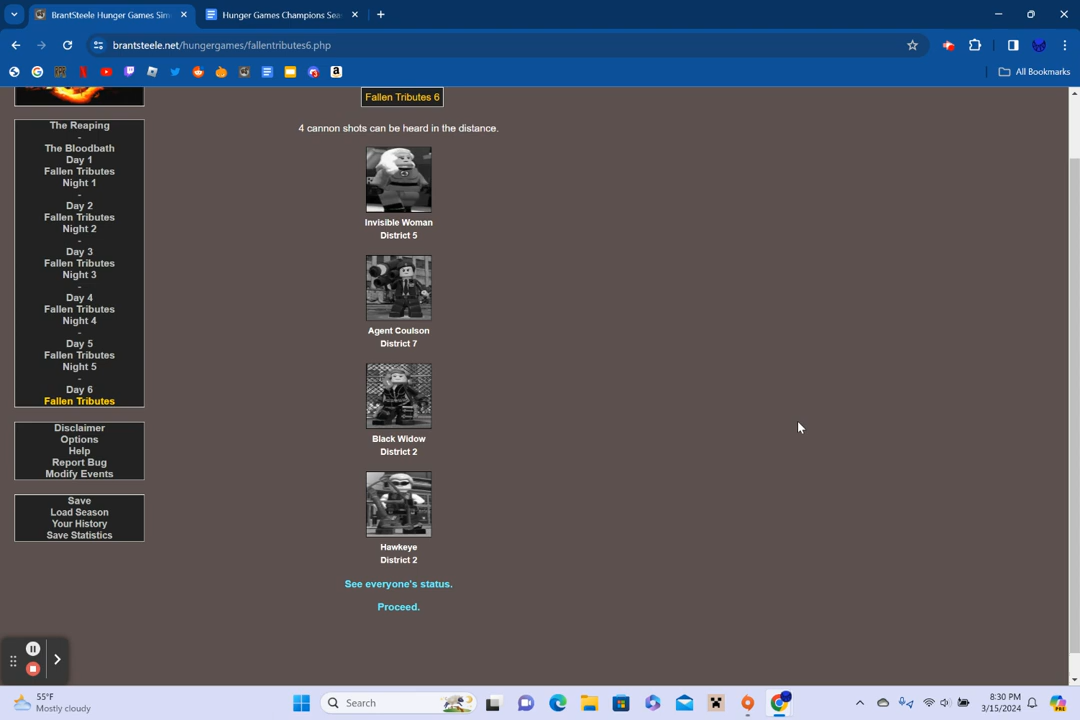 BrantSteele Hunger Games Sim
Hunger Games Champions Sea
brantsteele.net/hungergames/fallentributes6.php
All Bookmarks
Fallen Tributes 6
4 cannon shots can be heard in the distance.
Invisible Woman
District 5
Agent Coulson
District 7
Black Widow
District 2
Hawkeye
District 2
See everyone's status.
Proceed.
The Reaping
-
The Bloodbath
Day 1
Fallen Tributes
Night 1
-
Day 2
Fallen Tributes
Night 2
-
Day 3
Fallen Tributes
Night 3
-
Day 4
Fallen Tributes
Night 4
-
Day 5
Fallen Tributes
Night 5
-
Day 6
Fallen Tributes
Disclaimer
Options
Help
Report Bug
Modify Events
Save
Load Season
Your History
Save Statistics
55°F
Mostly cloudy
Search
8:30 PM
3/15/2024